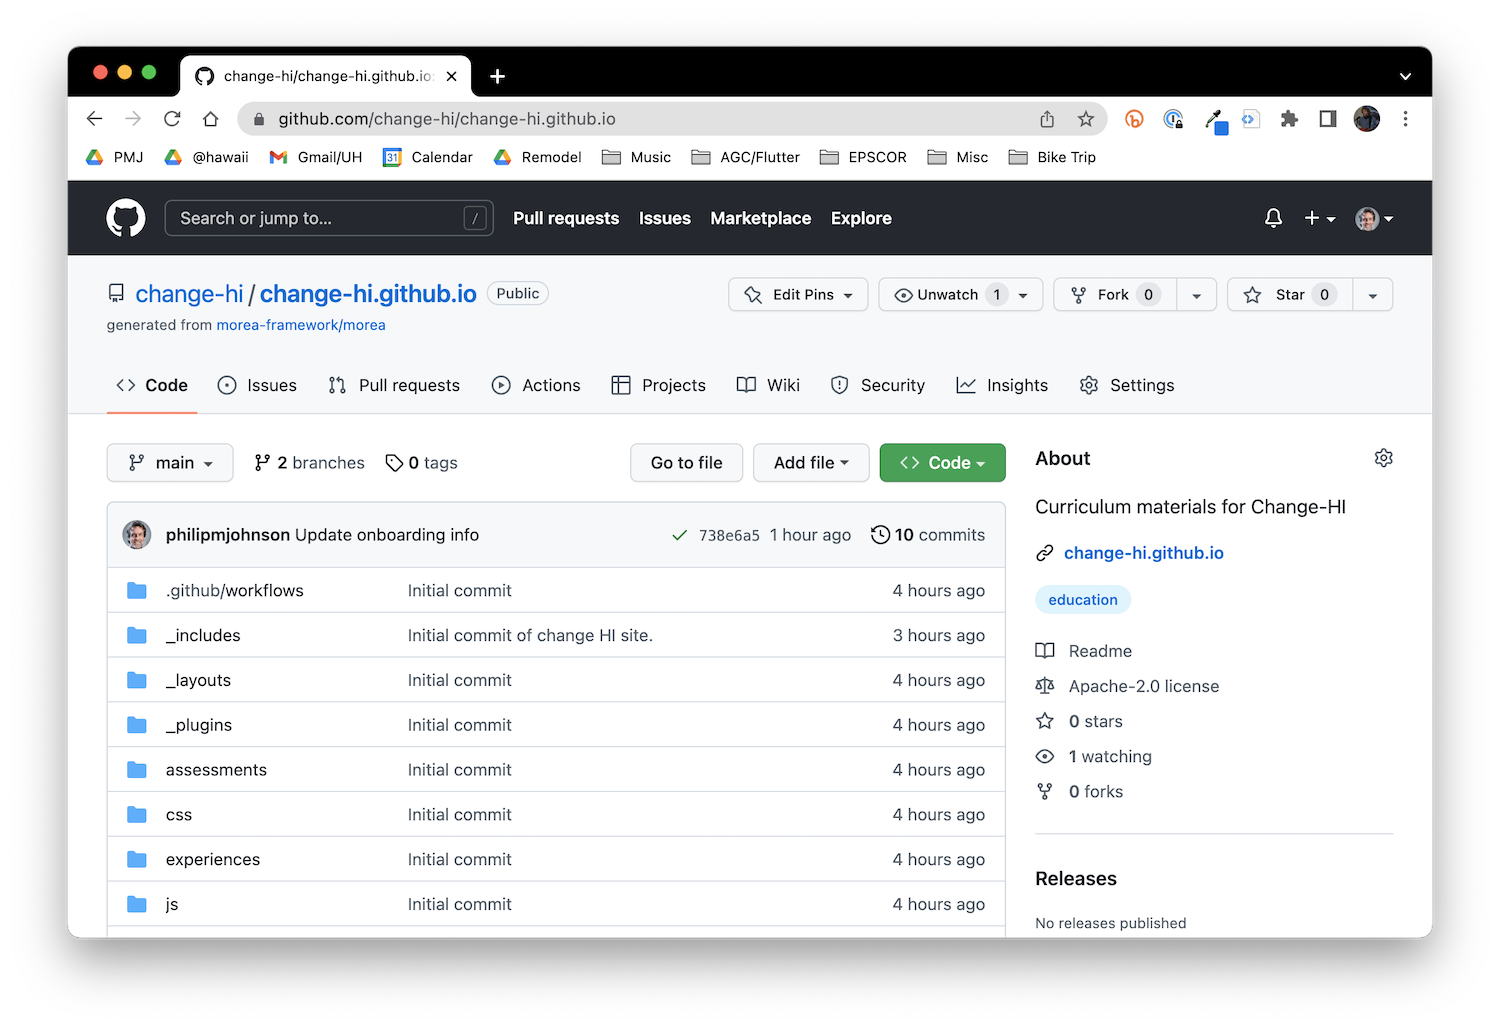 change-hi/change-hi.github.io:
github.com/change-hi/change-hi.github.io
PMJ @hawaii Gmail/UH 31 Calendar Remodel Music AGC/Flutter EPSCOR Misc Bike Trip
Search or jump to... / Pull requests Issues Marketplace Explore
change-hi / change-hi.github.io Public Edit Pins Unwatch 1 Fork 0 Star 0
generated from morea-framework/morea
Code Issues Pull requests Actions Projects Wiki Security Insights Settings
main 2 branches 0 tags Go to file Add file Code
philipmjohnson Update onboarding info 738e6a5 1 hour ago 10 commits
.github/workflows Initial commit 4 hours ago
_includes Initial commit of change HI site. 3 hours ago
_layouts Initial commit 4 hours ago
_plugins Initial commit 4 hours ago
assessments Initial commit 4 hours ago
css Initial commit 4 hours ago
experiences Initial commit 4 hours ago
js Initial commit 4 hours ago
About
Curriculum materials for Change-HI
change-hi.github.io
education
Readme
Apache-2.0 license
0 stars
1 watching
0 forks
Releases
No releases published